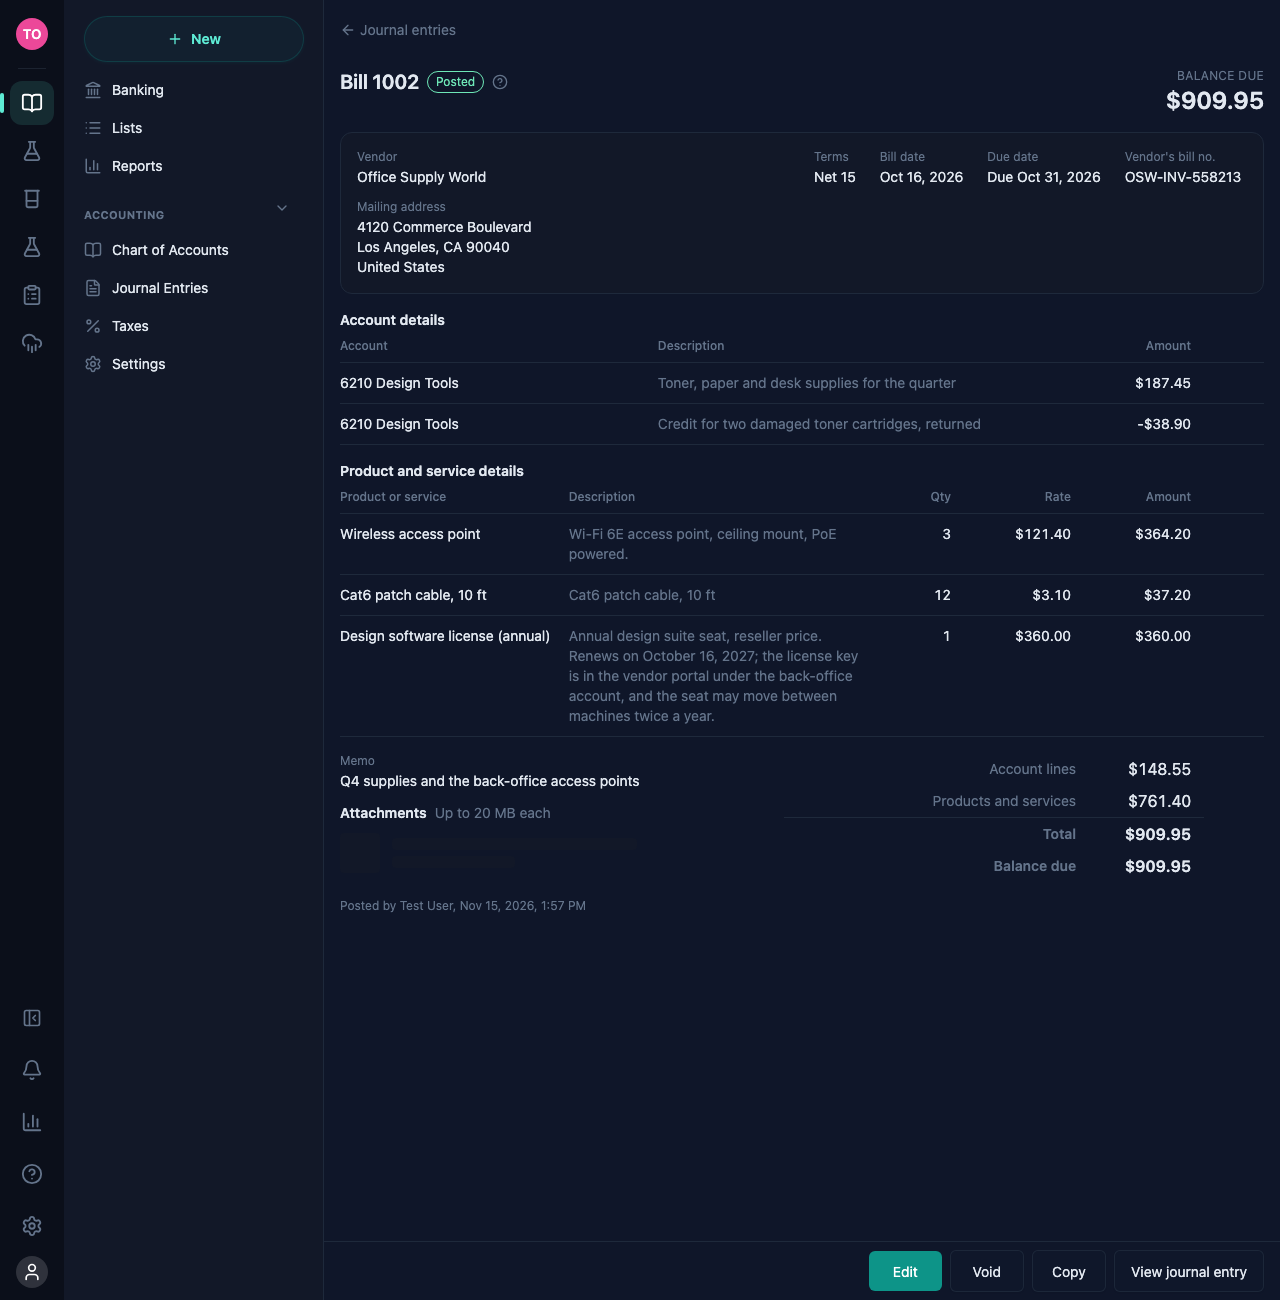 TO
New
Banking
Lists
Reports
ACCOUNTING
Chart of Accounts
Journal Entries
Taxes
Settings
Journal entries
Bill 1002 Posted
BALANCE DUE
$909.95
Vendor Terms Bill date Due date Vendor's bill no.
Office Supply World Net 15 Oct 16, 2026 Due Oct 31, 2026 OSW-INV-558213
Mailing address
4120 Commerce Boulevard
Los Angeles, CA 90040
United States
Account details
Account Description Amount
6210 Design Tools Toner, paper and desk supplies for the quarter $187.45
6210 Design Tools Credit for two damaged toner cartridges, returned -$38.90
Product and service details
Product or service Description Qty Rate Amount
Wireless access point Wi-Fi 6E access point, ceiling mount, PoE 3 $121.40 $364.20
powered.
Cat6 patch cable, 10 ft Cat6 patch cable, 10 ft 12 $3.10 $37.20
Design software license (annual) Annual design suite seat, reseller price. 1 $360.00 $360.00
Renews on October 16, 2027; the license key
is in the vendor portal under the back-office
account, and the seat may move between
machines twice a year.
Memo
Q4 supplies and the back-office access points
Attachments Up to 20 MB each
Account lines $148.55
Products and services $761.40
Total $909.95
Balance due $909.95
Posted by Test User, Nov 15, 2026, 1:57 PM
Edit Void Copy View journal entry